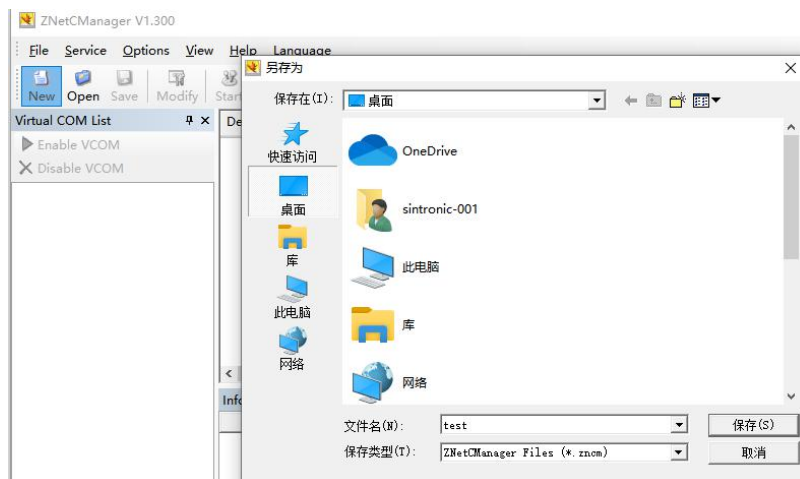 ZNetCManager V1.300
File Service Options View Help Language
New Open Save Modify Start
Virtual COM List
Enable VCOM
Disable VCOM
De
Info
另存为
保存在(I):
桌面
快速访问
桌面
库
此电脑
网络
OneDrive
sintronic-001
此电脑
库
网络
文件名(N):
test
保存(S)
保存类型(T):
ZNetCManager Files (*.zncm)
取消